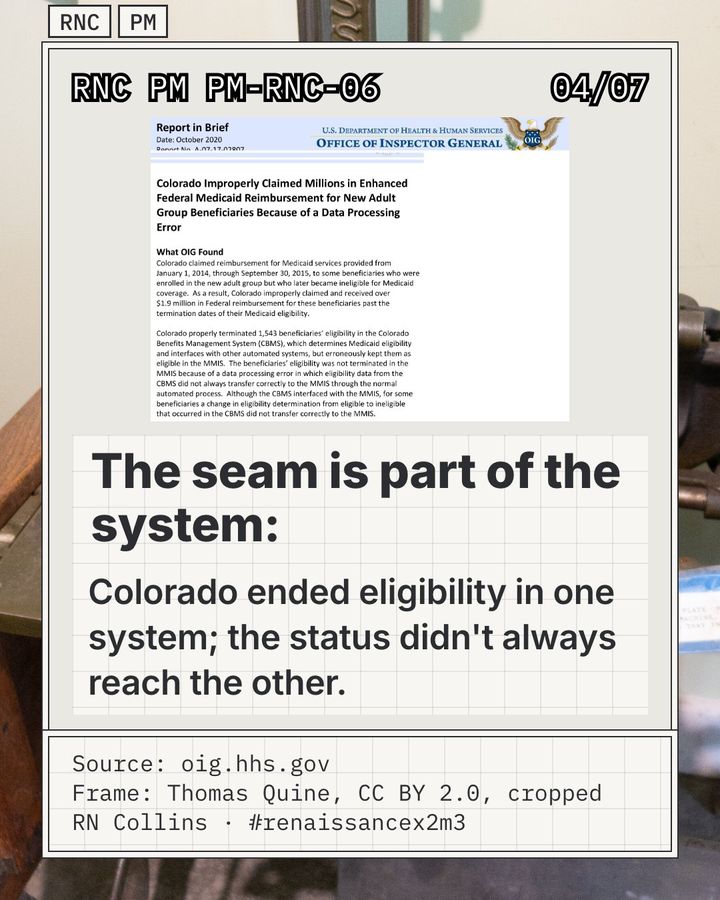 RNC PM
RNC PM PM-RNC-06 04/07
Report in Brief
Date: October 2020
Report No. A-07-17-02807
U.S. DEPARTMENT OF HEALTH & HUMAN SERVICES
OFFICE OF INSPECTOR GENERAL
OIG
Colorado Improperly Claimed Millions in Enhanced
Federal Medicaid Reimbursement for New Adult
Group Beneficiaries Because of a Data Processing
Error
What OIG Found
Colorado claimed reimbursement for Medicaid services provided from
January 1, 2014, through September 30, 2015, to some beneficiaries who were
enrolled in the new adult group but who later became ineligible for Medicaid
coverage. As a result, Colorado improperly claimed and received over
$1.9 million in Federal reimbursement for these beneficiaries past the
termination dates of their Medicaid eligibility.
Colorado properly terminated 1,543 beneficiaries' eligibility in the Colorado
Benefits Management System (CBMS), which determines Medicaid eligibility
and interfaces with other automated systems, but erroneously kept them as
eligible in the MMIS. The beneficiaries' eligibility was not terminated in the
MMIS because of a data processing error in which eligibility data from the
CBMS did not always transfer correctly to the MMIS through the normal
automated process. Although the CBMS interfaced with the MMIS, for some
beneficiaries a change in eligibility determination from eligible to ineligible
that occurred in the CBMS did not transfer correctly to the MMIS.
The seam is part of the
system:
Colorado ended eligibility in one
system; the status didn't always
reach the other.
Source: oig.hhs.gov
Frame: Thomas Quine, CC BY 2.0, cropped
RN Collins · #renaissancex2m3